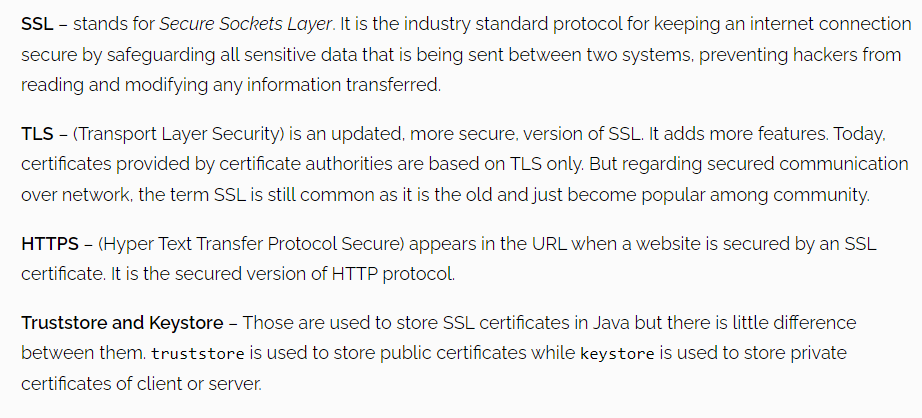 SSL – stands for Secure Sockets Layer. It is the industry standard protocol for keeping an internet connection
secure by safeguarding all sensitive data that is being sent between two systems, preventing hackers from
reading and modifying any information transferred.
TLS – (Transport Layer Security) is an updated, more secure, version of SSL. It adds more features. Today,
certificates provided by certificate authorities are based on TLS only. But regarding secured communication
over network, the term SSL is still common as it is the old and just become popular among community.
HTTPS – (Hyper Text Transfer Protocol Secure) appears in the URL when a website is secured by an SSL
certificate. It is the secured version of HTTP protocol.
Truststore and Keystore – Those are used to store SSL certificates in Java but there is little difference
between them. truststore is used to store public certificates while keystore is used to store private
certificates of client or server.